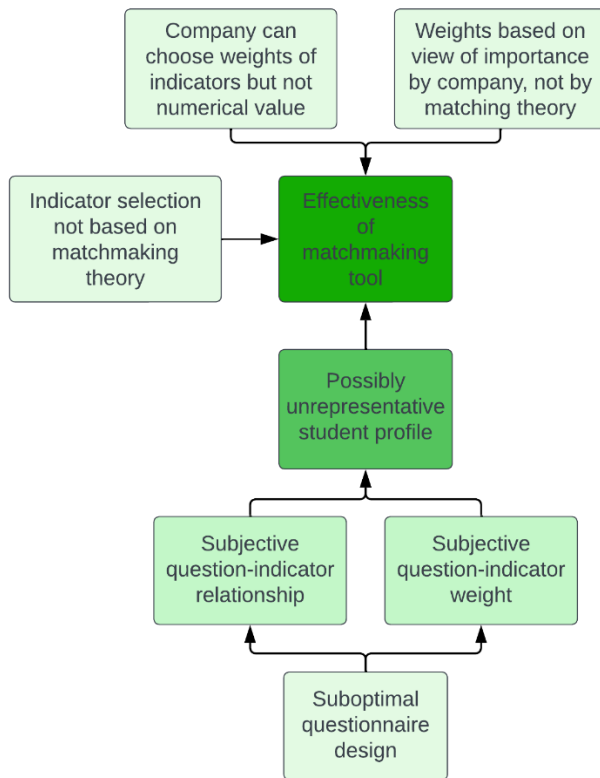 Company can
choose weights of
indicators but not
numerical value
Weights based on
view of importance
by company, not by
matching theory
Indicator selection
not based on
matchmaking
theory
Effectiveness
of
matchmaking
tool
Possibly
unrepresentative
student profile
Subjective
question-indicator
relationship
Subjective
question-indicator
weight
Suboptimal
questionnaire
design